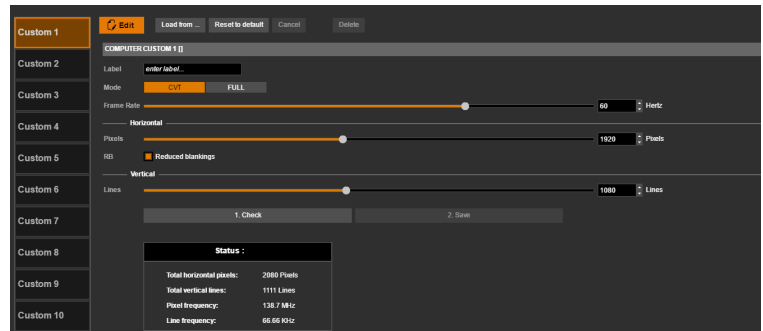 Custom 1
Custom 2
Custom 3
Custom 4
Custom 5
Custom 6
Custom 7
Custom 8
Custom 9
Custom 10
Edit Load from ... Reset to default Cancel Delete
COMPUTER CUSTOM 1 []
Label enter label...
Mode CVT FULL
Frame Rate 60 Hertz
Horizontal
Pixels 1920 Pixels
RB Reduced blankings
Vertical
Lines 1080 Lines
1. Check 2. Save
Status :
Total horizontal pixels: 2080 Pixels
Total vertical lines: 1111 Lines
Pixel frequency: 138.7 MHz
Line frequency: 66.66 KHz